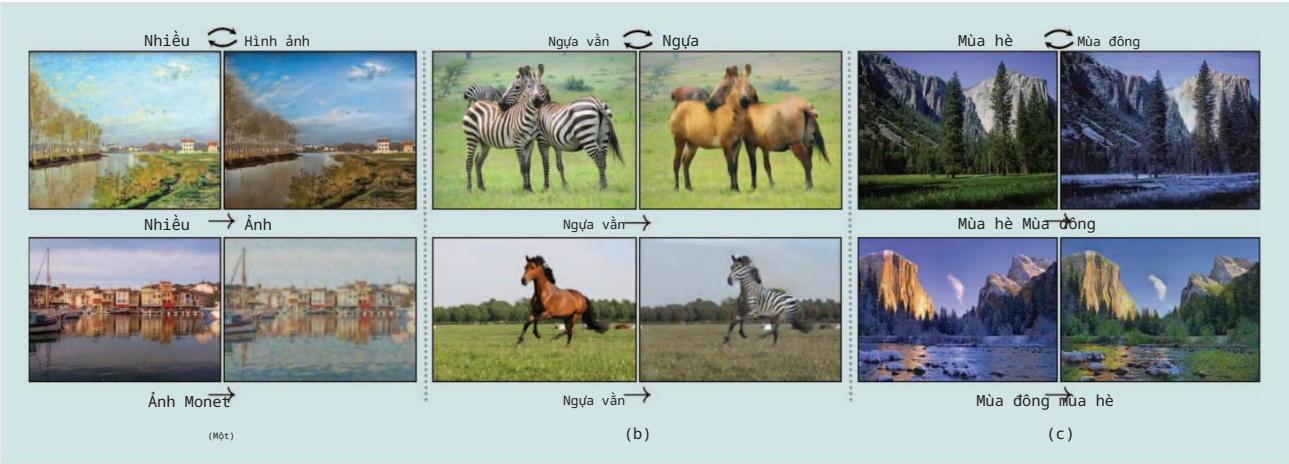 Nhiều Hình ảnh
Ngựa vằn Ngựa
Mùa hè Mùa đông
Nhiều → Ảnh
Ngựa vằn →
Mùa hè Mùa đông
Ảnh Monet →
Ngựa vằn →
Mùa đông mùa hè
(Một)
(b)
(c)